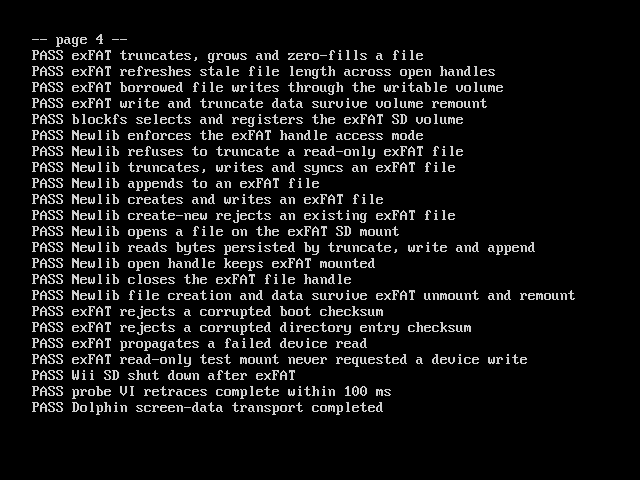 -- page 4 --
PASS exFAT truncates, grows and zero-fills a file
PASS exFAT refreshes stale file length across open handles
PASS exFAT borrowed file writes through the writable volume
PASS exFAT write and truncate data survive volume remount
PASS blockfs selects and registers the exFAT SD volume
PASS Newlib enforces the exFAT handle access mode
PASS Newlib refuses to truncate a read-only exFAT file
PASS Newlib truncates, writes and syncs an exFAT file
PASS Newlib appends to an exFAT file
PASS Newlib creates and writes an exFAT file
PASS Newlib create-new rejects an existing exFAT file
PASS Newlib opens a file on the exFAT SD mount
PASS Newlib reads bytes persisted by truncate, write and append
PASS Newlib open handle keeps exFAT mounted
PASS Newlib closes the exFAT file handle
PASS Newlib file creation and data survive exFAT unmount and remount
PASS exFAT rejects a corrupted boot checksum
PASS exFAT rejects a corrupted directory entry checksum
PASS exFAT propagates a failed device read
PASS exFAT read-only test mount never requested a device write
PASS Wii SD shut down after exFAT
PASS probe VI retraces complete within 100 ms
PASS Dolphin screen-data transport completed